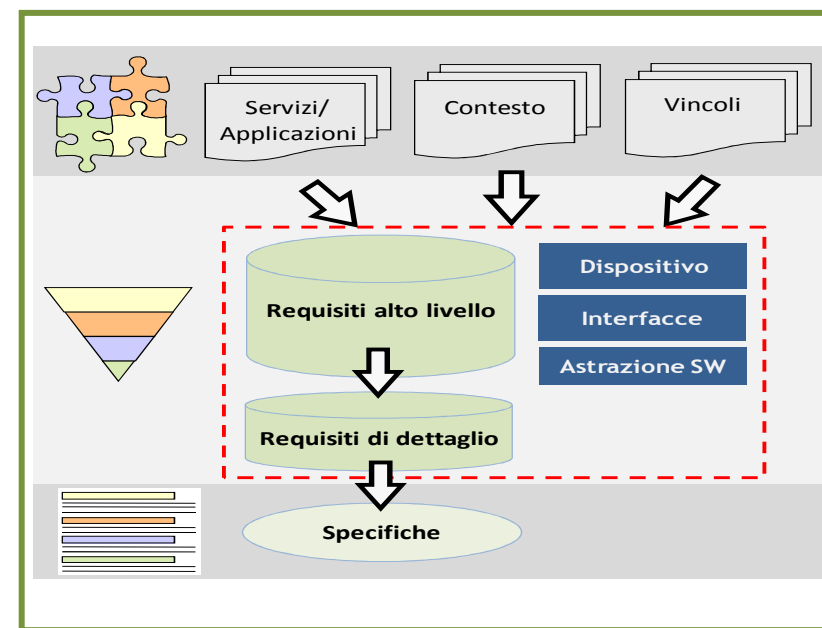 Servizi/
Applicazioni
Contesto
Vincoli
Requisiti alto livello
Dispositivo
Interfacce
Astrazione SW
Requisiti di dettaglio
Specifiche